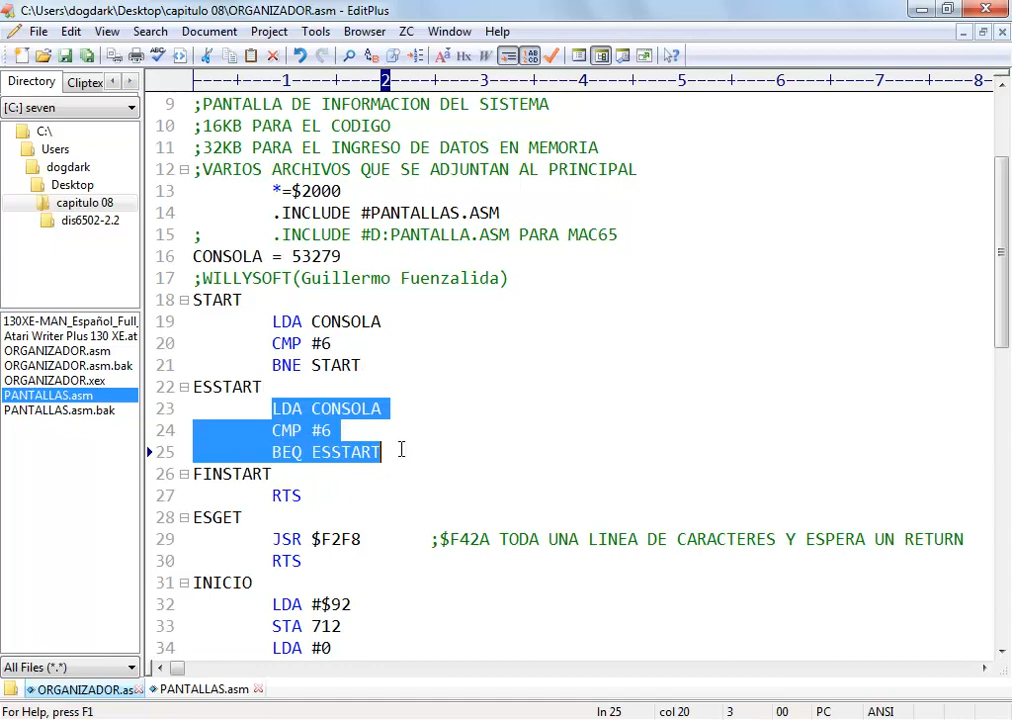 C:\Users\dogdark\Desktop\capitulo 08\ORGANIZADOR.asm - EditPlus
File Edit View Search Document Project Tools Browser ZC Window Help
Directory Cliptex
[C:] seven
C:\
Users
dogdark
Desktop
capitulo 08
dis6502-2.2
130XE-MAN_Español_Full_
Atari Writer Plus 130 XE.at
ORGANIZADOR.asm
ORGANIZADOR.asm.bak
ORGANIZADOR.xex
PANTALLAS.asm
PANTALLAS.asm.bak
All Files (*.*)
----+----1----+----2----+----3----+----4----+----5----+----6----+----7----+----8-
9 ;PANTALLA DE INFORMACION DEL SISTEMA
10 ;16KB PARA EL CODIGO
11 ;32KB PARA EL INGRESO DE DATOS EN MEMORIA
12 ;VARIOS ARCHIVOS QUE SE ADJUNTAN AL PRINCIPAL
13 *=$2000
14 .INCLUDE #PANTALLAS.ASM
15 ; .INCLUDE #D:PANTALLA.ASM PARA MAC65
16 CONSOLA = 53279
17 ;WILLYSOFT(Guillermo Fuenzalida)
18 START
19 LDA CONSOLA
20 CMP #6
21 BNE START
22 ESSTART
23 LDA CONSOLA
24 CMP #6
25 BEQ ESSTART
26 FINSTART
27 RTS
28 ESGET
29 JSR $F2F8 ;$F42A TODA UNA LINEA DE CARACTERES Y ESPERA UN RETURN
30 RTS
31 INICIO
32 LDA #$92
33 STA 712
34 LDA #0
ORGANIZADOR.as PANTALLAS.asm
For Help, press F1 ln 25 col 20 3 00 PC ANSI